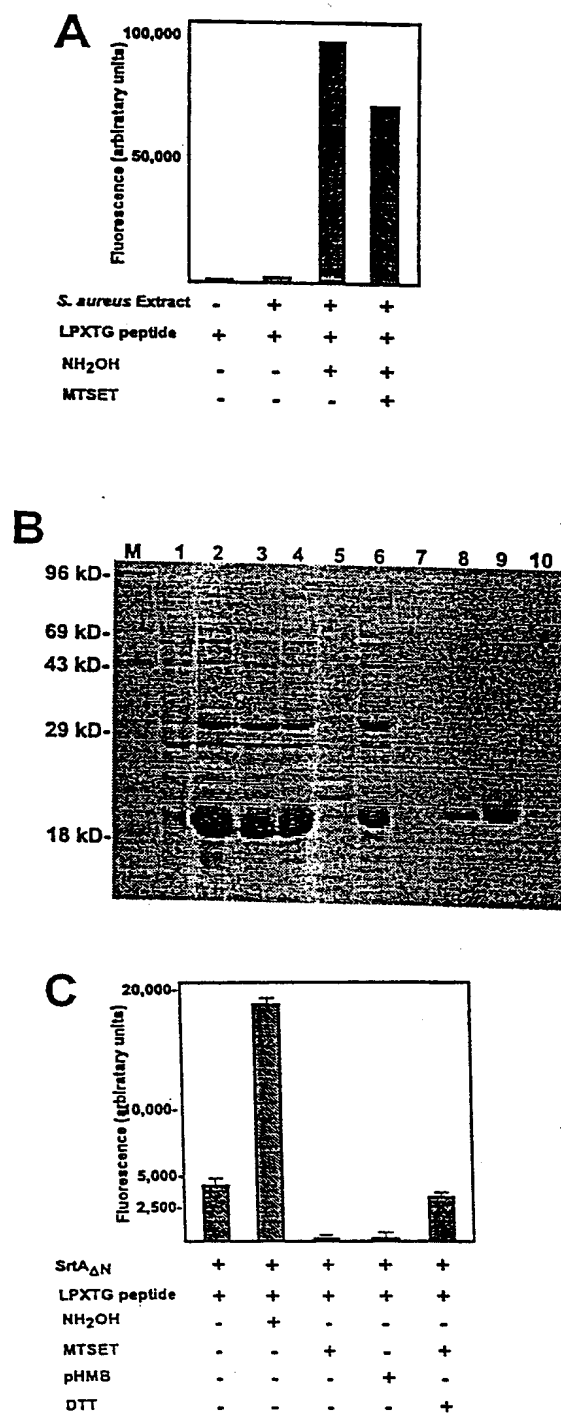 A
Fluorescence (arbitratary units)
100,000
50,000
S. aureus Extract - + + +
LPXTG peptide + + + +
NH2OH - - + +
MTSET - - - +
B
M 1 2 3 4 5 6 7 8 9 10
96 kD-
69 kD-
43 kD-
29 kD-
18 kD-
C
Fluorescence (arbitratary units)
20,000-
10,000-
5,000-
2,500-
SrtAΔN + + + + +
LPXTG peptide + + + + +
NH2OH - + - - -
MTSET - - + - +
pHMB - - - + -
DTT - - - - +